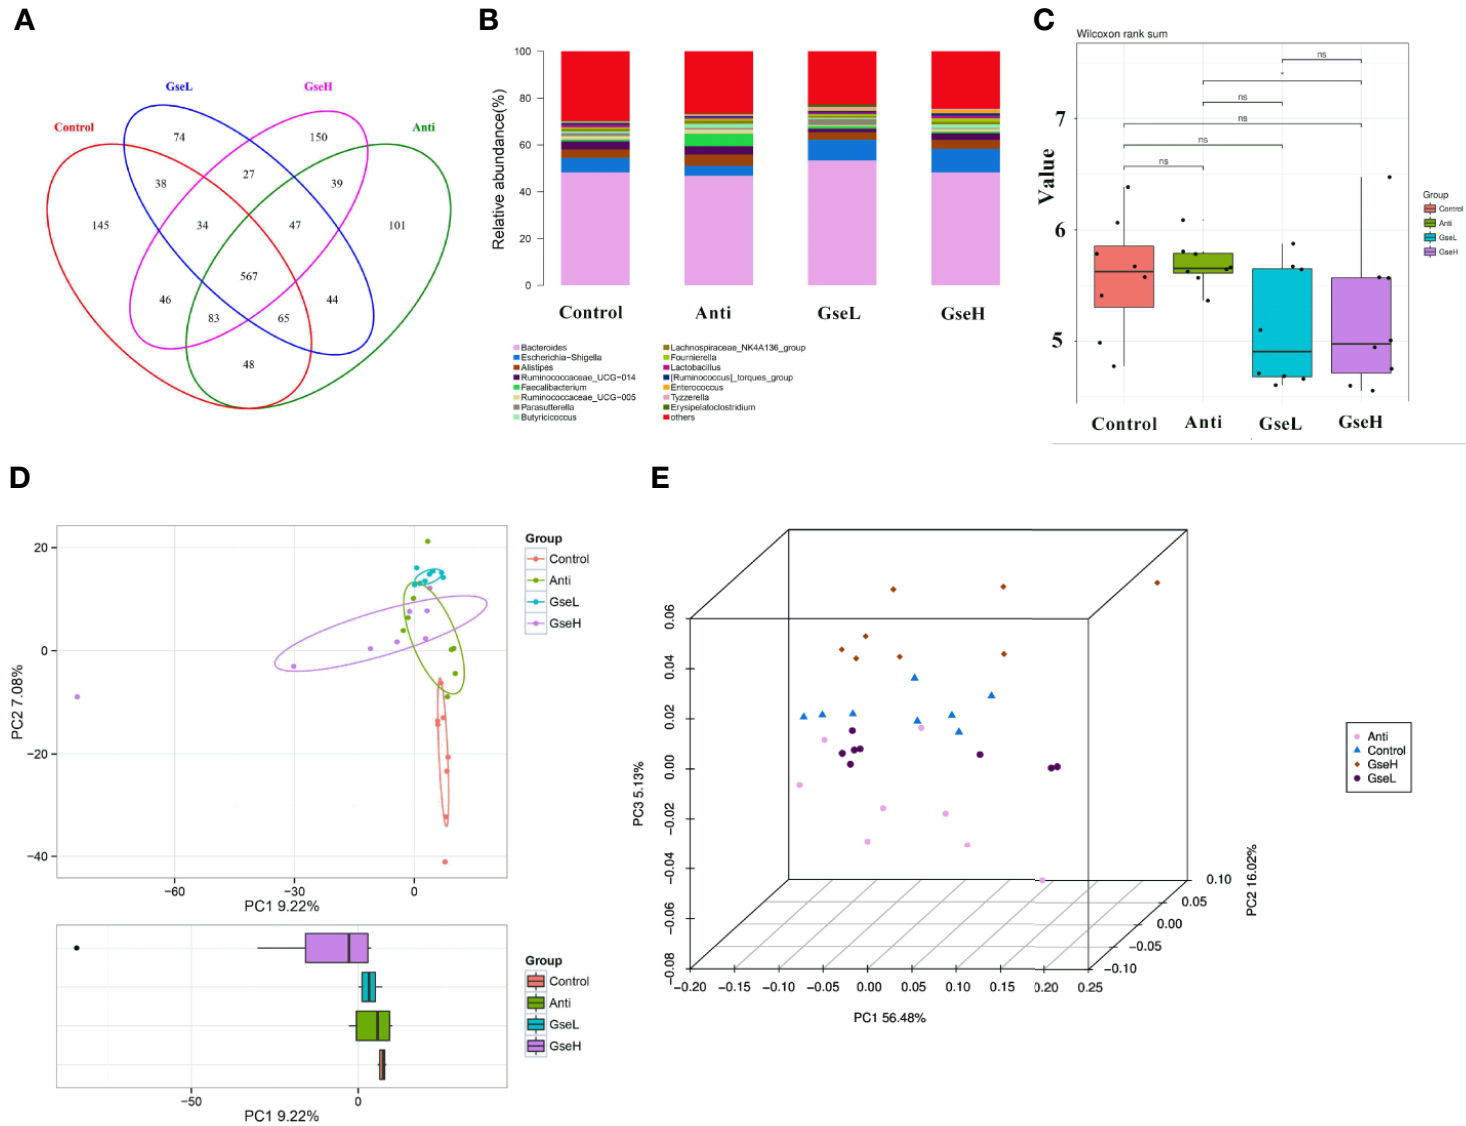 A
GseL
GseH
Control
Anti
74
150
38
27
39
145
34
47
101
567
46
44
83
65
48
B
Relative abundance(%)
100
80
60
40
20
0
Control
Anti
GseL
GseH
Bacteroides
Escherichia−Shigella
Alistipes
Ruminococcaceae_UCG−014
Faecalibacterium
Ruminococcaceae_UCG−005
Parasutterella
Butyricicoccus
Lachnospiraceae_NK4A136_group
Fournierella
Lactobacillus
[Ruminococcus]_torques_group
Enterococcus
Tyzzerella
Erysipelatoclostridium
others
C
Wilcoxon rank sum
ns
ns
ns
ns
ns
Value
7
6
5
Control
Anti
GseL
GseH
Group
Control
Anti
GseL
GseH
D
PC2 7.08%
20
0
−20
−40
−60
−30
0
PC1 9.22%
Group
Control
Anti
GseL
GseH
−50
0
PC1 9.22%
Group
Control
Anti
GseL
GseH
E
PC3 5.13%
0.06
0.04
0.02
0.00
−0.02
−0.04
−0.06
−0.08
−0.20
−0.15
−0.10
−0.05
0.00
0.05
0.10
0.15
0.20
0.25
PC1 56.48%
0.10
0.05
0.00
−0.05
−0.10
PC2 16.02%
Anti
Control
GseH
GseL